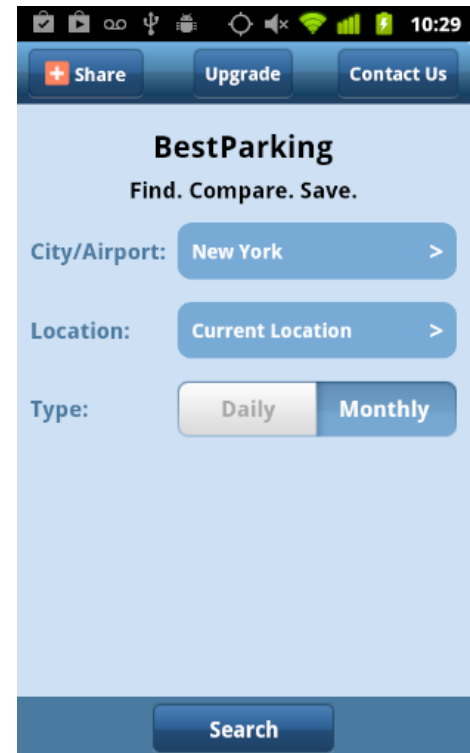 10:29
Share Upgrade Contact Us
BestParking
Find. Compare. Save.
City/Airport: New York >
Location: Current Location >
Type: Daily Monthly
Search